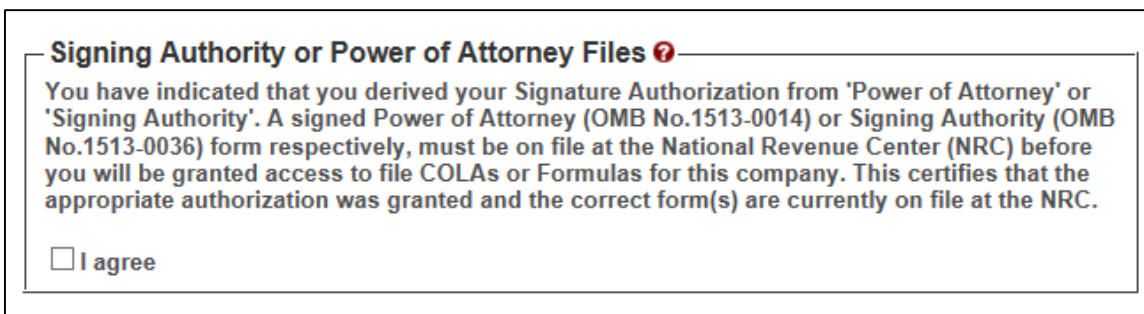 Signing Authority or Power of Attorney Files ?
You have indicated that you derived your Signature Authorization from 'Power of Attorney' or
'Signing Authority'. A signed Power of Attorney (OMB No.1513-0014) or Signing Authority (OMB
No.1513-0036) form respectively, must be on file at the National Revenue Center (NRC) before
you will be granted access to file COLAs or Formulas for this company. This certifies that the
appropriate authorization was granted and the correct form(s) are currently on file at the NRC.
I agree